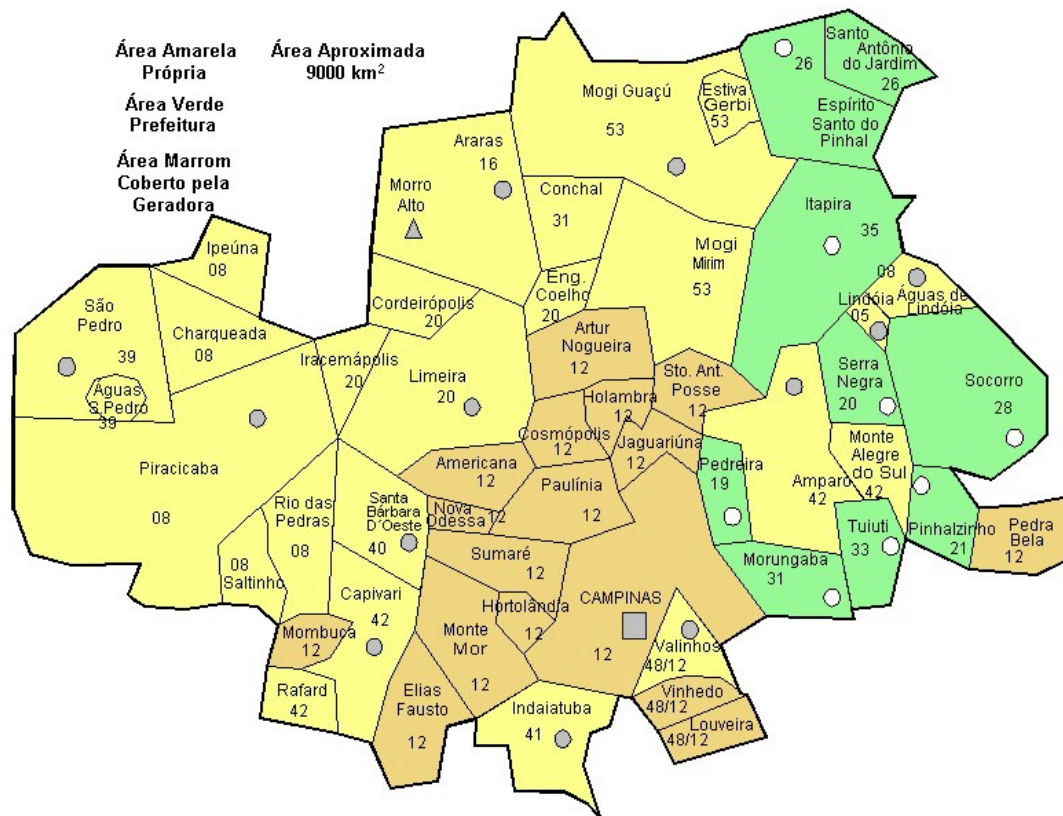 Área Amarela
Própria
Área Aproximada
9000 km²
Área Verde
Prefeitura
Área Marrom
Coberto pela
Geradora
Santo
Antônio
do Jardim
26
26
Espírito
Santo do
Pinhal
Mogi Guaçú
53
Estiva
Gerbi
53
Araras
16
Morro
Alto
Conchal
31
Itapira
35
Mogi
Mirim
53
Ipeúna
08
Eng.
Coelho
20
Cordeirópolis
20
08
Águas de
Lindóia
Lindóia
05
São
Pedro
39
Águas
S.Pedro
39
Charqueada
08
Iracemápolis
20
Limeira
20
Artur
Nogueira
12
Sto. Ant.
Posse
12
Holambra
12
Serra
Negra
20
Socorro
28
Cosmópolis
12
Jaguariúna
12
Piracicaba
08
Americana
12
Paulínia
12
Pedreira
19
Amparo
42
Monte
Alegre
do Sul
42
Rio das
Pedras
08
Santa
Bárbara
D´Oeste
40
Nova
Odessa
12
Tuiuti
33
Pinhalzinho
21
Pedra
Bela
12
08
Saltinho
Sumaré
12
Morungaba
31
Capivari
42
Hortolândia
12
CAMPINAS
12
Mombuca
12
Monte
Mor
12
Valinhos
48/12
Rafard
42
Elias
Fausto
12
Indaiatuba
41
Vinhedo
48/12
Louveira
48/12